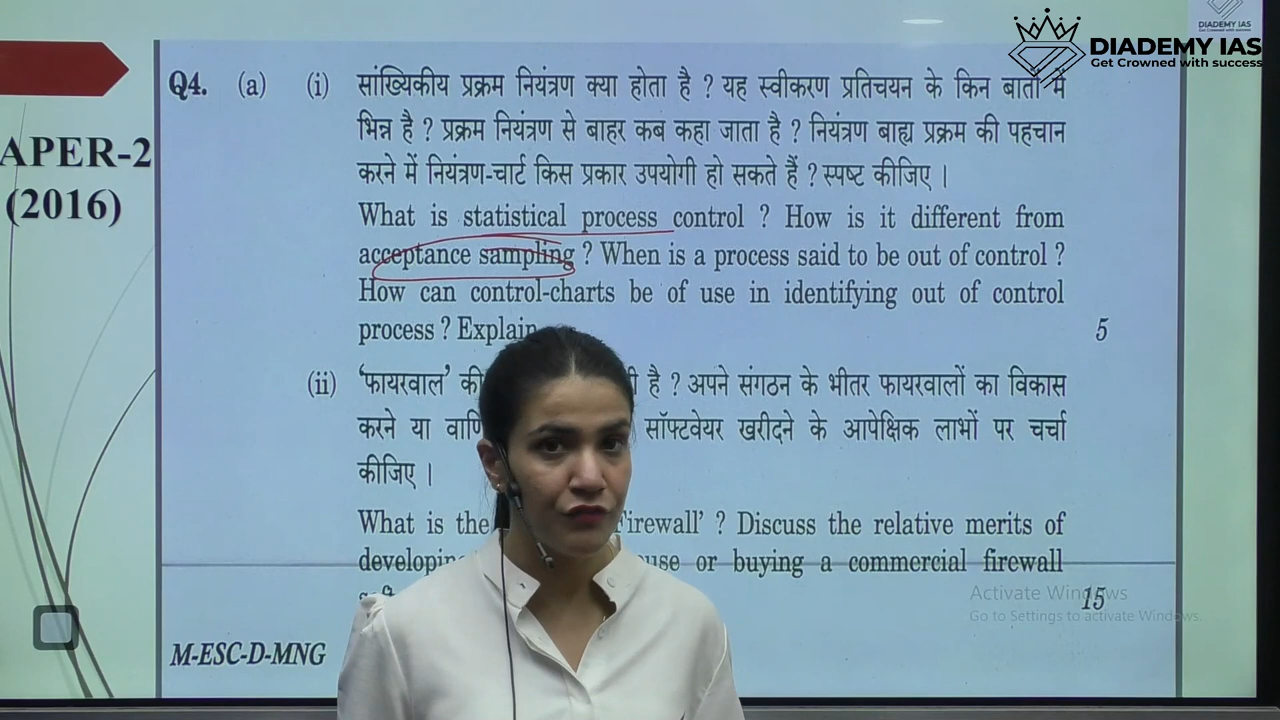 DIADEMY IAS
Get Crowned with success
DIADEMY IAS
Get Crowned with success
APER-2
(2016)
Q4. (a) (i) सांख्यिकीय प्रक्रम नियंत्रण क्या होता है ? यह स्वीकरण प्रतिचयन के किन बातों में
भिन्न है ? प्रक्रम नियंत्रण से बाहर कब कहा जाता है ? नियंत्रण बाह्य प्रक्रम की पहचान
करने में नियंत्रण-चार्ट किस प्रकार उपयोगी हो सकते हैं ? स्पष्ट कीजिए ।
What is statistical process control ? How is it different from
acceptance sampling ? When is a process said to be out of control ?
How can control-charts be of use in identifying out of control
process ? Explain 5
(ii) 'फायरवाल' की है ? अपने संगठन के भीतर फायरवालों का विकास
करने या सॉफ्टवेयर खरीदने के आपेक्षिक लाभों पर चर्चा
कीजिए ।
What is the Firewall' ? Discuss the relative merits of
developin use or buying a commercial firewall
15
Activate Windows
Go to Settings to activate Windows.
M-ESC-D-MNG